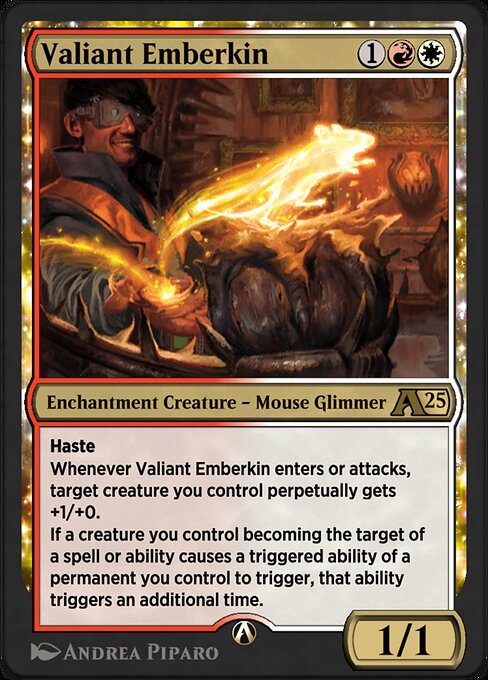 Valiant Emberkin 1
Enchantment Creature – Mouse Glimmer A25
Haste
Whenever Valiant Emberkin enters or attacks,
target creature you control perpetually gets
+1/+0.
If a creature you control becoming the target of
a spell or ability causes a triggered ability of a
permanent you control to trigger, that ability
triggers an additional time.
1/1
Andrea Piparo